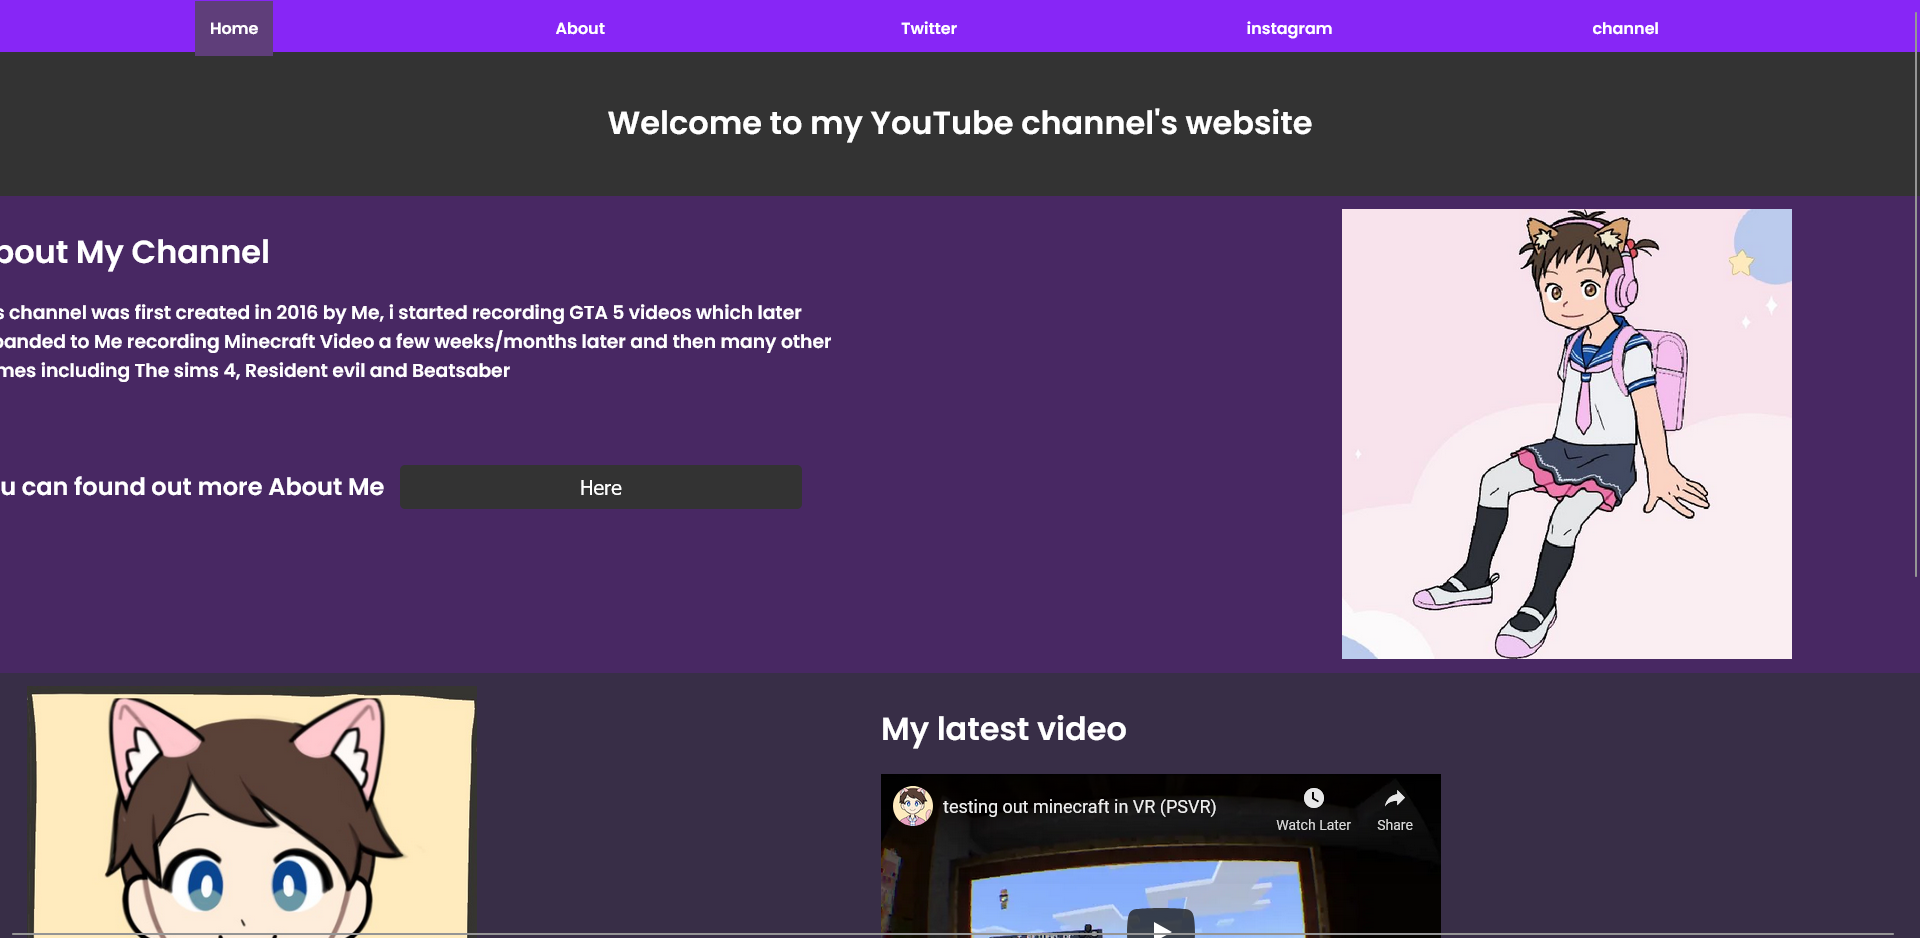 Home About Twitter instagram channel
Welcome to my YouTube channel's website
bout My Channel
s channel was first created in 2016 by Me, i started recording GTA 5 videos which later
panded to Me recording Minecraft Video a few weeks/months later and then many other
mes including The sims 4, Resident evil and Beatsaber
u can found out more About Me Here
My latest video
testing out minecraft in VR (PSVR)
Watch Later Share